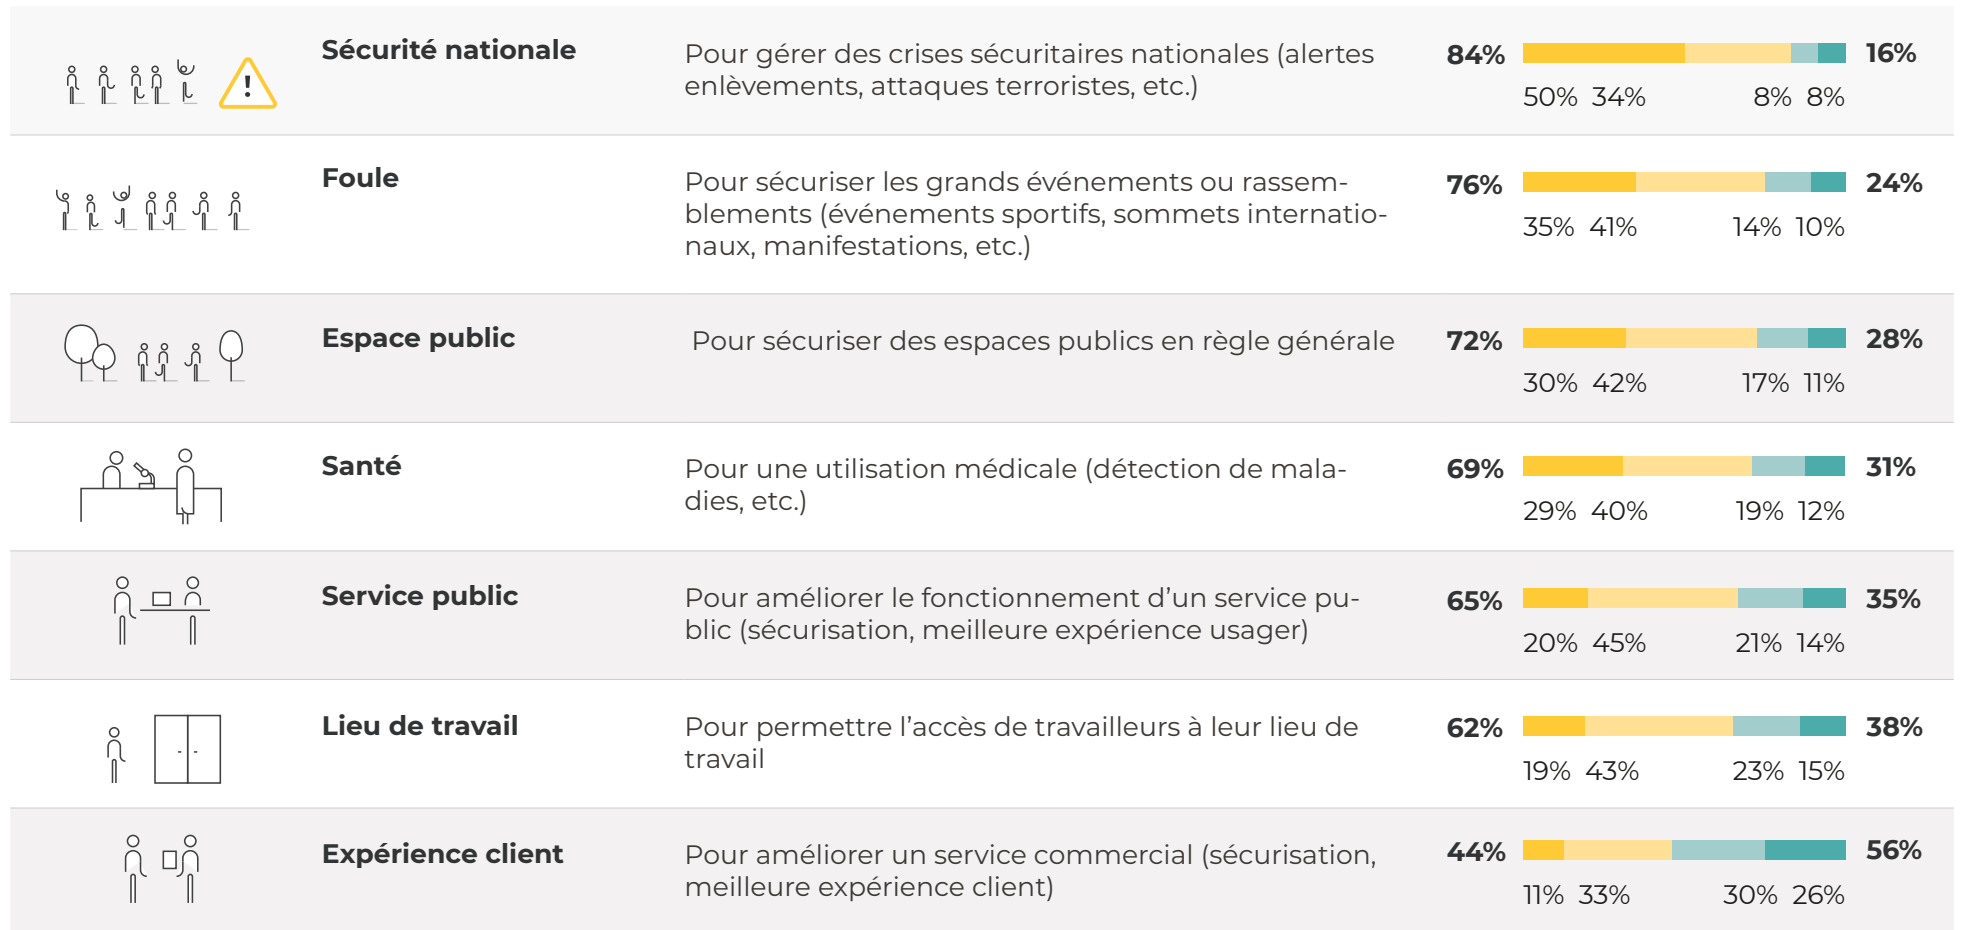 Sécurité nationale
Pour gérer des crises sécuritaires nationales (alertes
enlèvements, attaques terroristes, etc.)
84%
16%
50% 34% 8% 8%
!
Foule
Pour sécuriser les grands événements ou rassem-
blements (événements sportifs, sommets internatio-
naux, manifestations, etc.)
76%
24%
35% 41% 14% 10%
Espace public
Pour sécuriser des espaces publics en règle générale
72%
28%
30% 42% 17% 11%
Santé
Pour une utilisation médicale (détection de mala-
dies, etc.)
69%
31%
29% 40% 19% 12%
Service public
Pour améliorer le fonctionnement d’un service pu-
blic (sécurisation, meilleure expérience usager)
65%
35%
20% 45% 21% 14%
Lieu de travail
Pour permettre l’accès de travailleurs à leur lieu de
travail
62%
38%
19% 43% 23% 15%
Expérience client
Pour améliorer un service commercial (sécurisation,
meilleure expérience client)
44%
56%
11% 33% 30% 26%